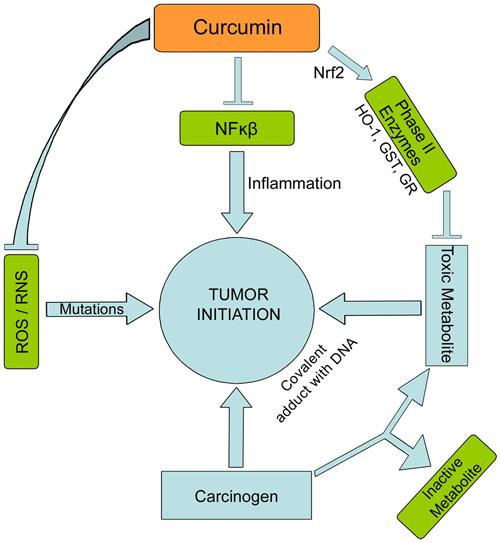 Curcumin
Nrf2
NFκβ
Phase II
Enzymes
HO-1, GST, GR
Inflammation
ROS / RNS
Mutations
TUMOR
INITIATION
Toxic Metabolite
Covalent
adduct with DNA
Carcinogen
Inactive
Metabolite